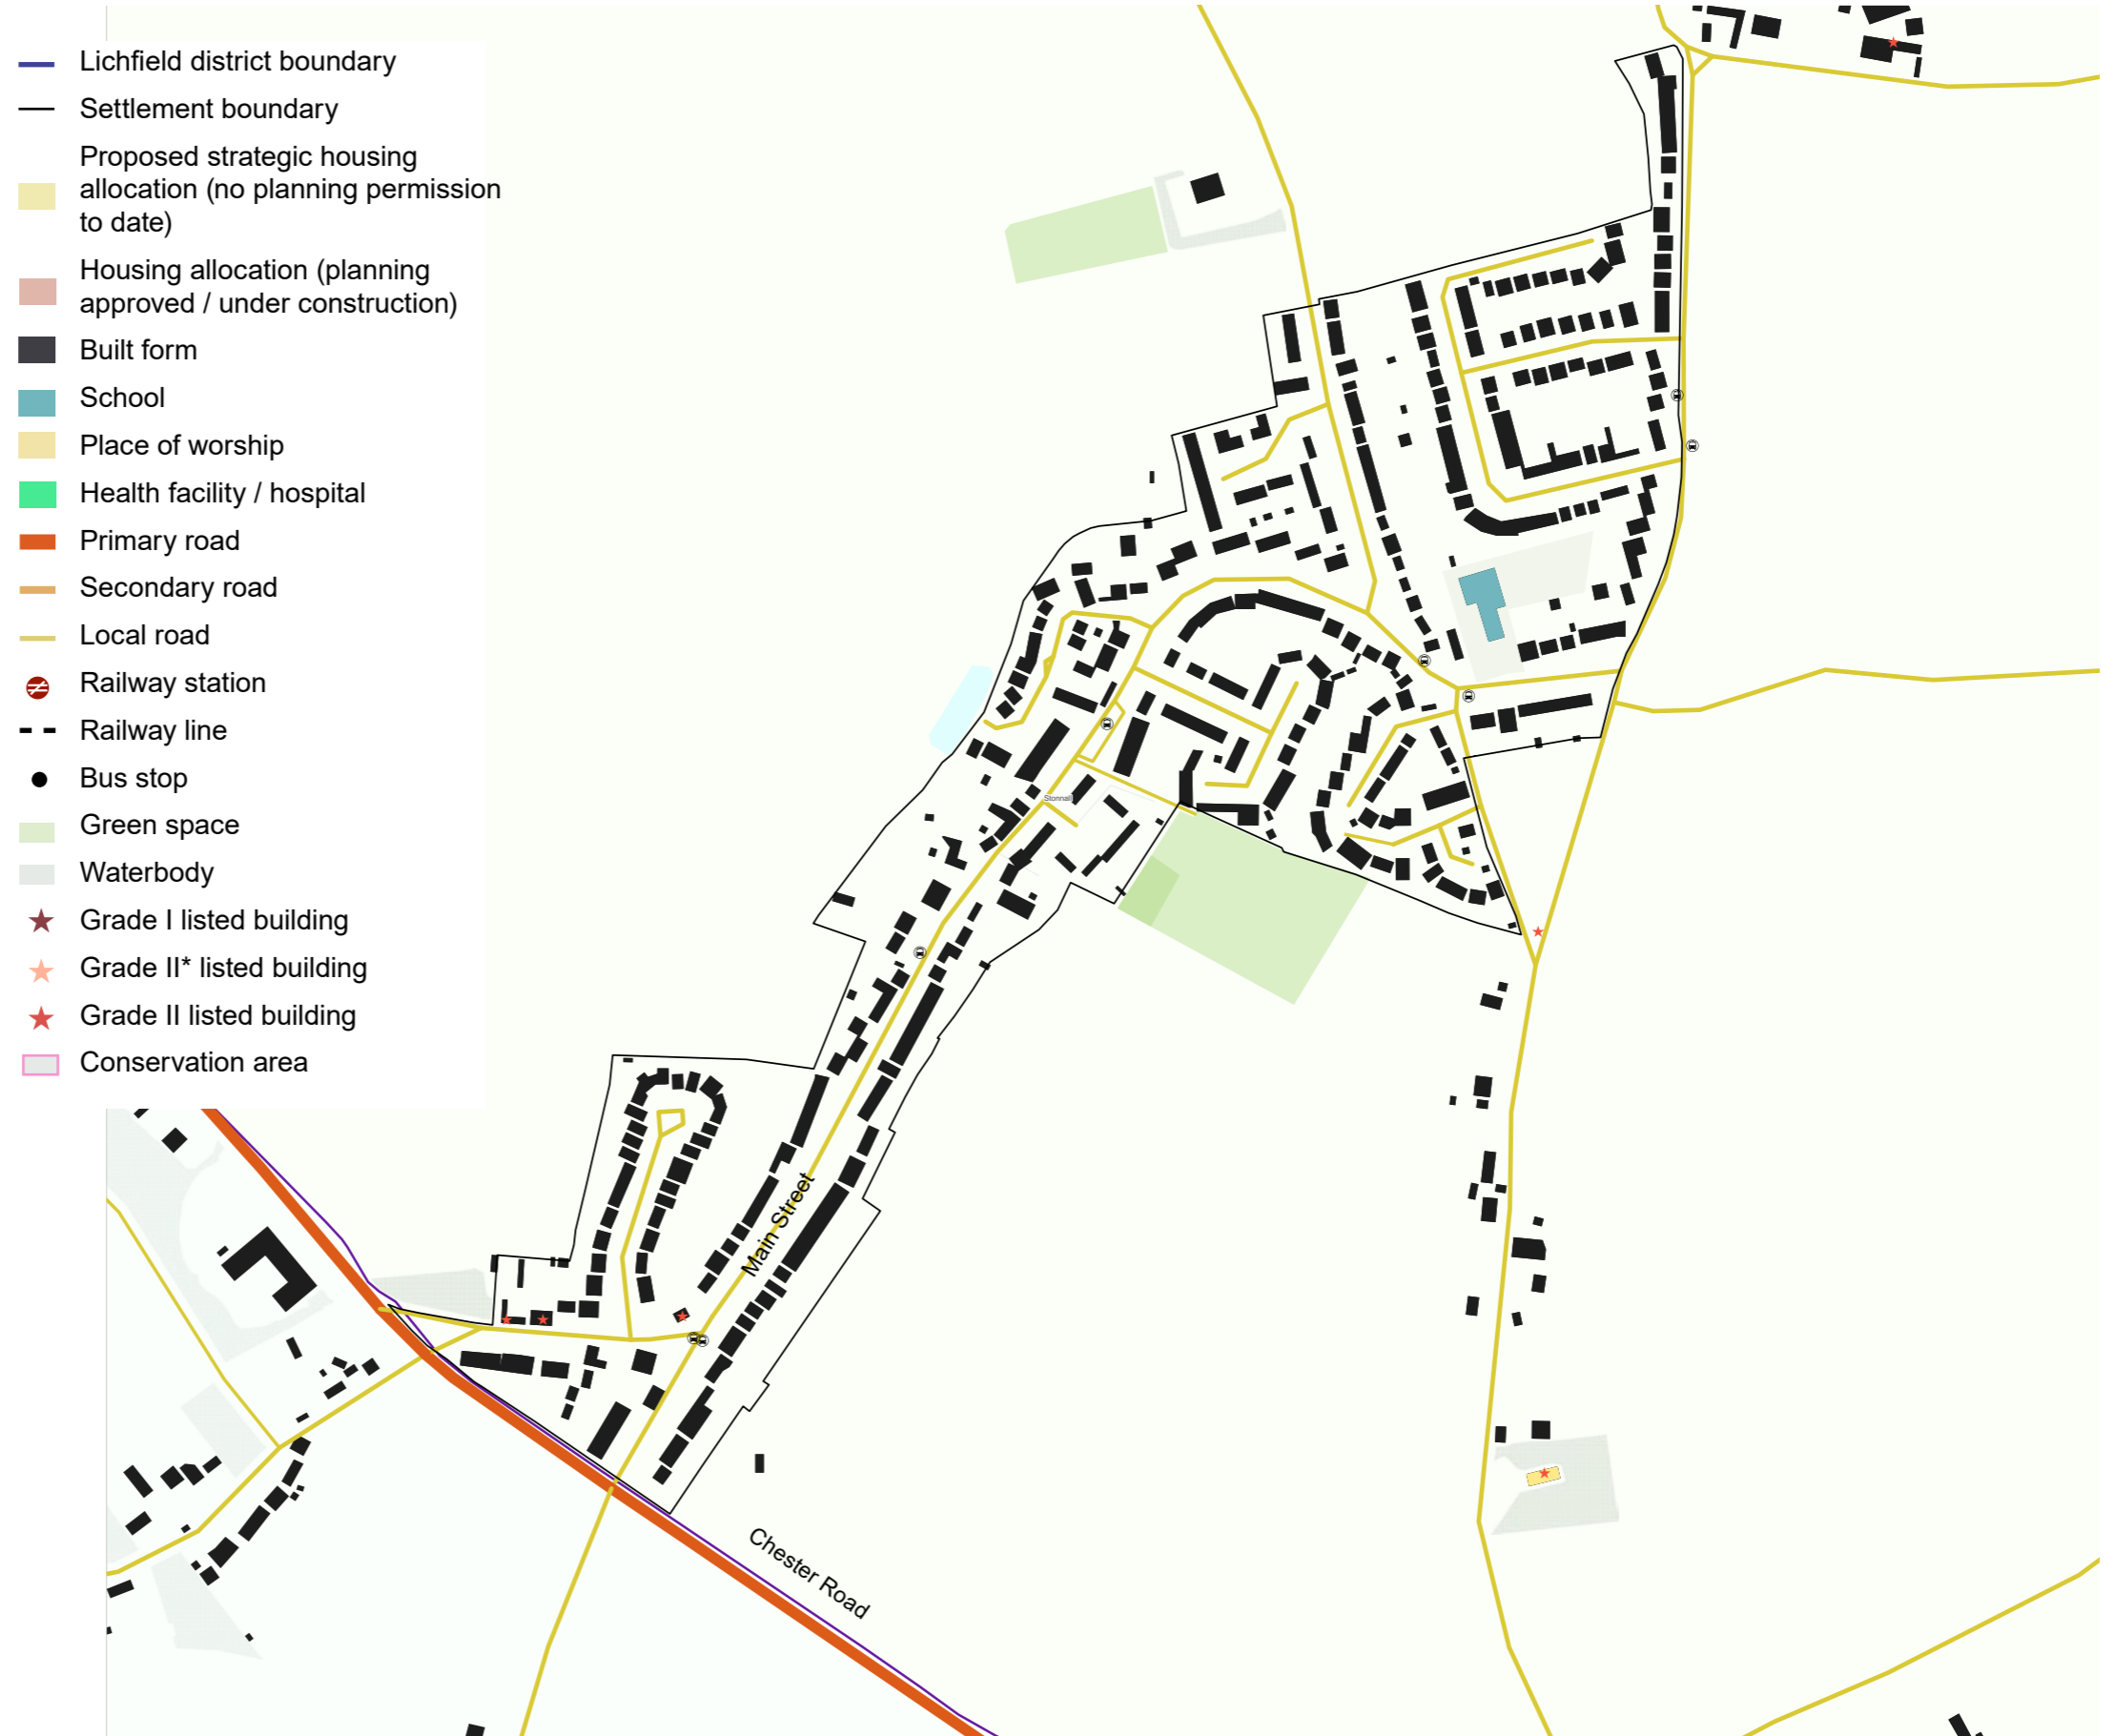 Lichfield district boundary
Settlement boundary
Proposed strategic housing
allocation (no planning permission
to date)
Housing allocation (planning
approved / under construction)
Built form
School
Place of worship
Health facility / hospital
Primary road
Secondary road
Local road
Railway station
Railway line
Bus stop
Green space
Waterbody
Grade I listed building
Grade II* listed building
Grade II listed building
Conservation area
Stonnall
Main Street
Chester Road